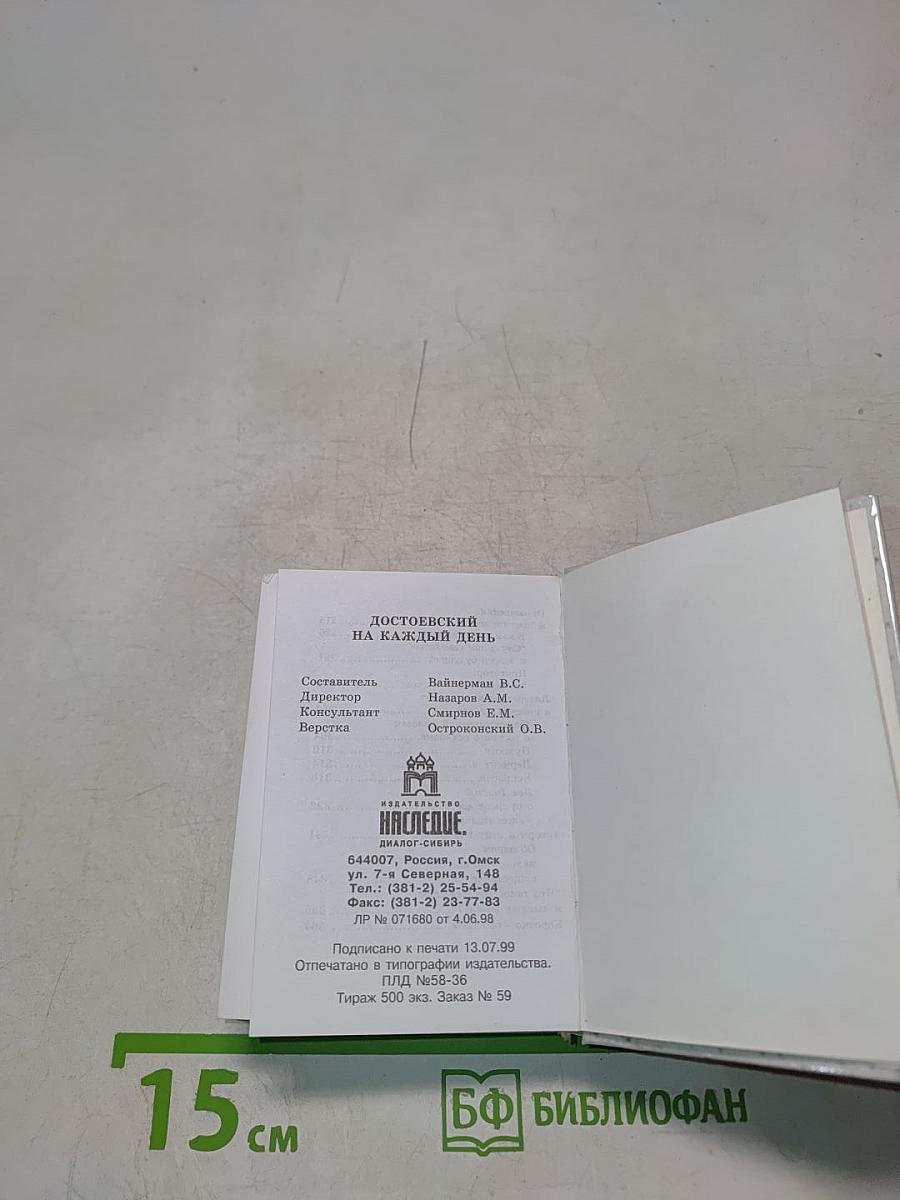 ДОСТОЕВСКИЙ
НА КАЖДЫЙ ДЕНЬ
Составитель Вайнерман В.С.
Директор Назаров А.М.
Консультант Смирнов Е.М.
Верстка Остроконский О.В.
ИЗДАТЕЛЬСТВО
НАСЛЕДИЕ.
ДИАЛОГ-СИБИРЬ
644007, Россия, г.Омск
ул. 7-я Северная, 148
Тел.: (381-2) 25-54-94
Факс: (381-2) 23-77-83
ЛР № 071680 от 4.06.98
Подписано к печати 13.07.99
Отпечатано в типографии издательства.
ПЛД №58-36
Тираж 500 экз. Заказ № 59
15 см
БФ БИБЛИОФАН